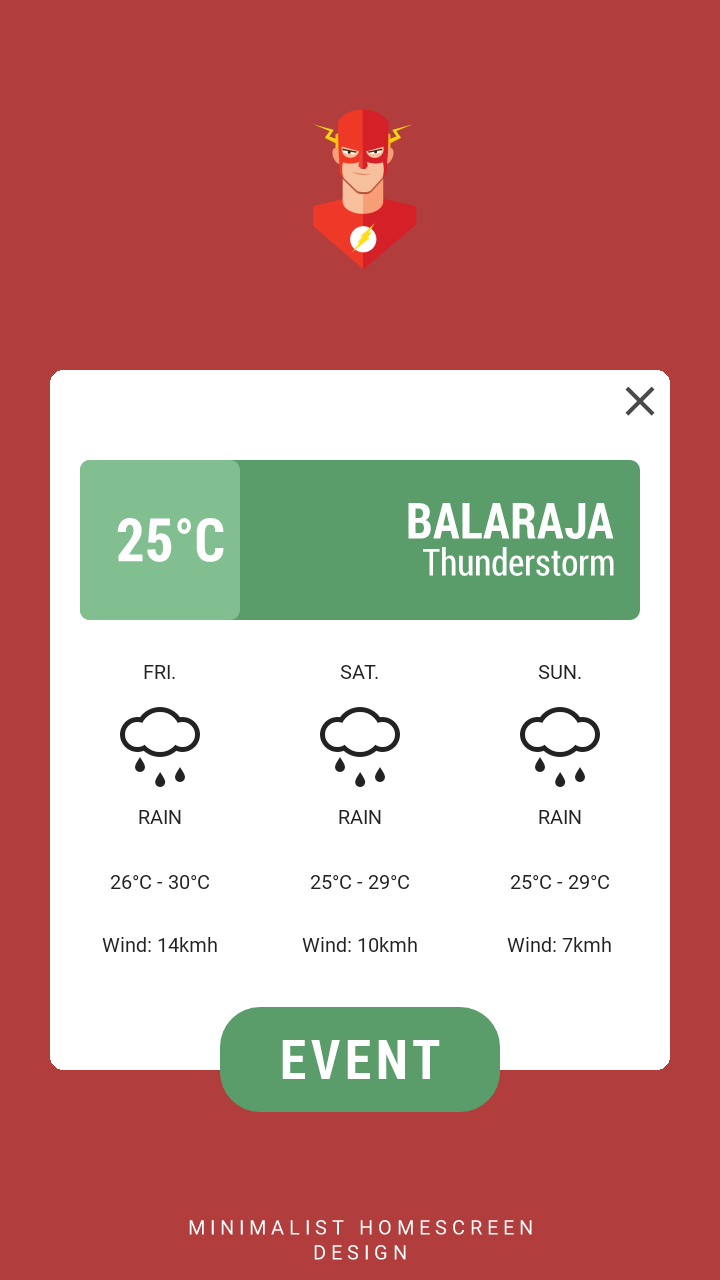 25°C
BALARAJA
Thunderstorm
FRI. SAT. SUN.
RAIN RAIN RAIN
26°C - 30°C 25°C - 29°C 25°C - 29°C
Wind: 14kmh Wind: 10kmh Wind: 7kmh
EVENT
MINIMALIST HOMESCREEN
DESIGN